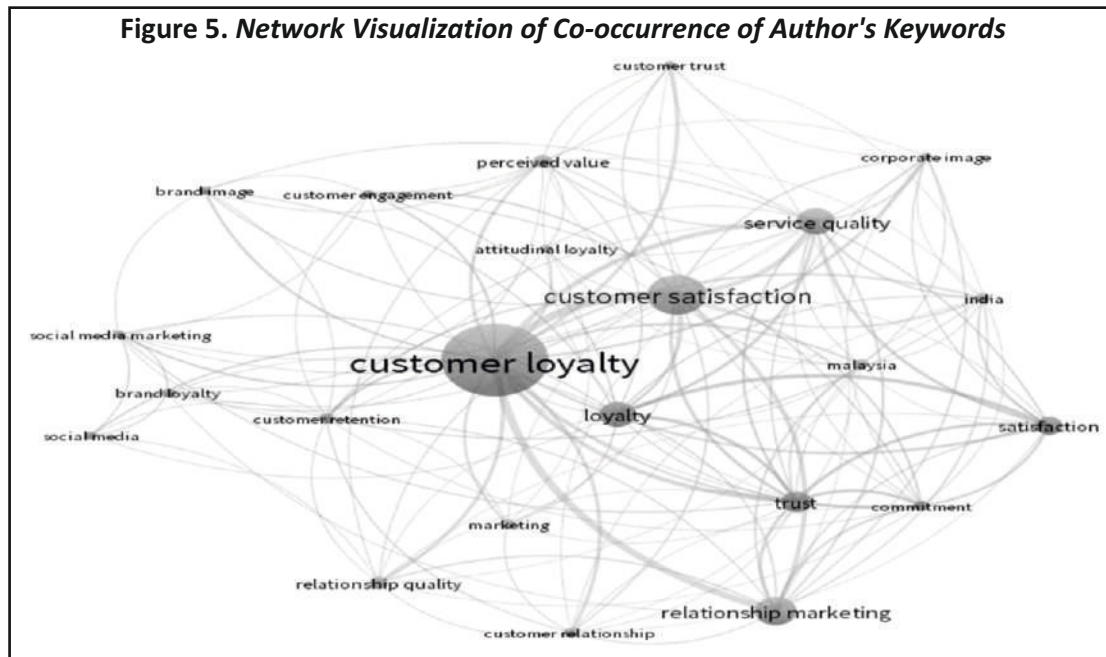 Figure 5. Network Visualization of Co-occurrence of Author's Keywords
customer trust
perceived value
corporate image
brand image
customer engagement
service quality
attitudinal loyalty
customer satisfaction
india
social media marketing
customer loyalty
malaysia
brand loyalty
customer retention
loyalty
satisfaction
social media
trust
commitment
marketing
relationship quality
relationship marketing
customer relationship